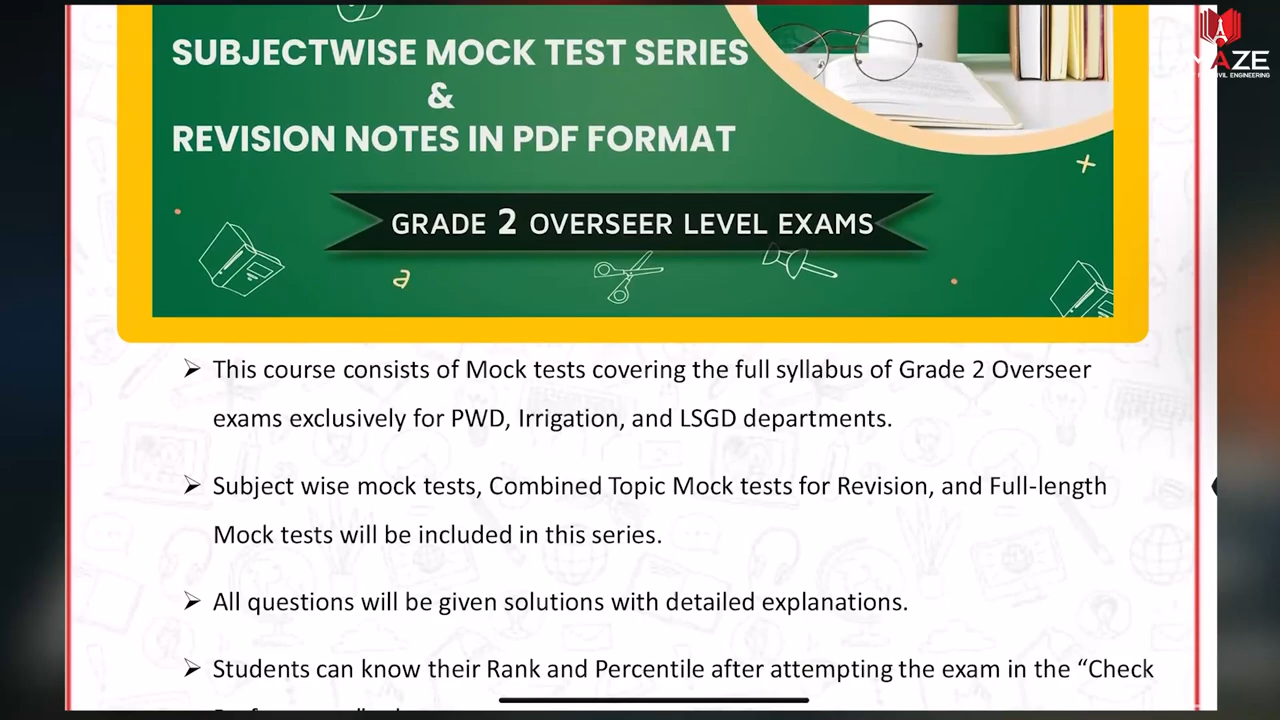 SUBJECTWISE MOCK TEST SERIES
&
REVISION NOTES IN PDF FORMAT
GRADE 2 OVERSEER LEVEL EXAMS
➢ This course consists of Mock tests covering the full syllabus of Grade 2 Overseer
exams exclusively for PWD, Irrigation, and LSGD departments.
➢ Subject wise mock tests, Combined Topic Mock tests for Revision, and Full-length
Mock tests will be included in this series.
➢ All questions will be given solutions with detailed explanations.
➢ Students can know their Rank and Percentile after attempting the exam in the “Check
MAZE
CIVIL ENGINEERING
a